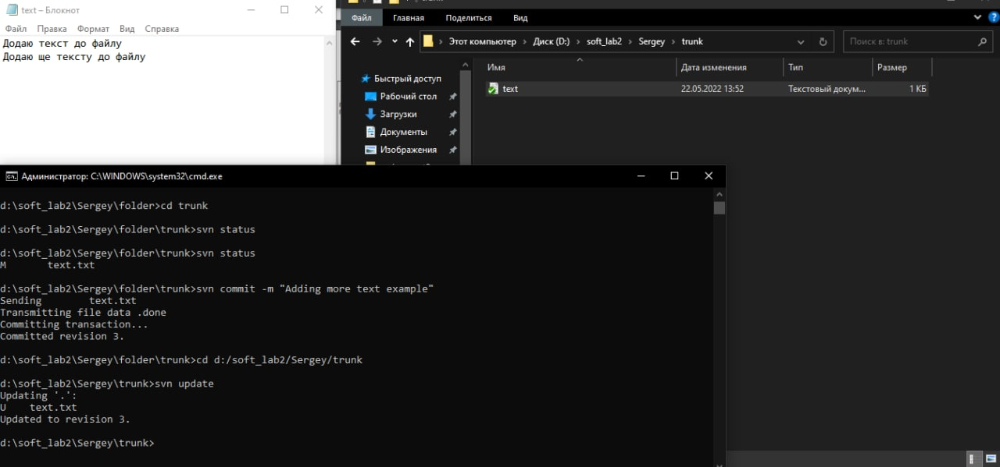 text – Блокнот
Файл Правка Формат Вид Справка
Додаю текст до файлу
Додаю ще тексту до файлу
Файл Главная Поделиться Вид
Этот компьютер › Диск (D:) › soft_lab2 › Sergey › trunk
Поиск в: trunk
Имя Дата изменения Тип Размер
Быстрый доступ
Рабочий стол
Загрузки
Документы
Изображения
text 22.05.2022 13:52 Текстовый докум... 1 КБ
Администратор: C:\WINDOWS\system32\cmd.exe
d:\soft_lab2\Sergey\folder>cd trunk
d:\soft_lab2\Sergey\folder\trunk>svn status
d:\soft_lab2\Sergey\folder\trunk>svn status
M text.txt
d:\soft_lab2\Sergey\folder\trunk>svn commit -m "Adding more text example"
Sending text.txt
Transmitting file data .done
Committing transaction...
Committed revision 3.
d:\soft_lab2\Sergey\folder\trunk>cd d:/soft_lab2/Sergey/trunk
d:\soft_lab2\Sergey\trunk>svn update
Updating '.':
U text.txt
Updated to revision 3.
d:\soft_lab2\Sergey\trunk>